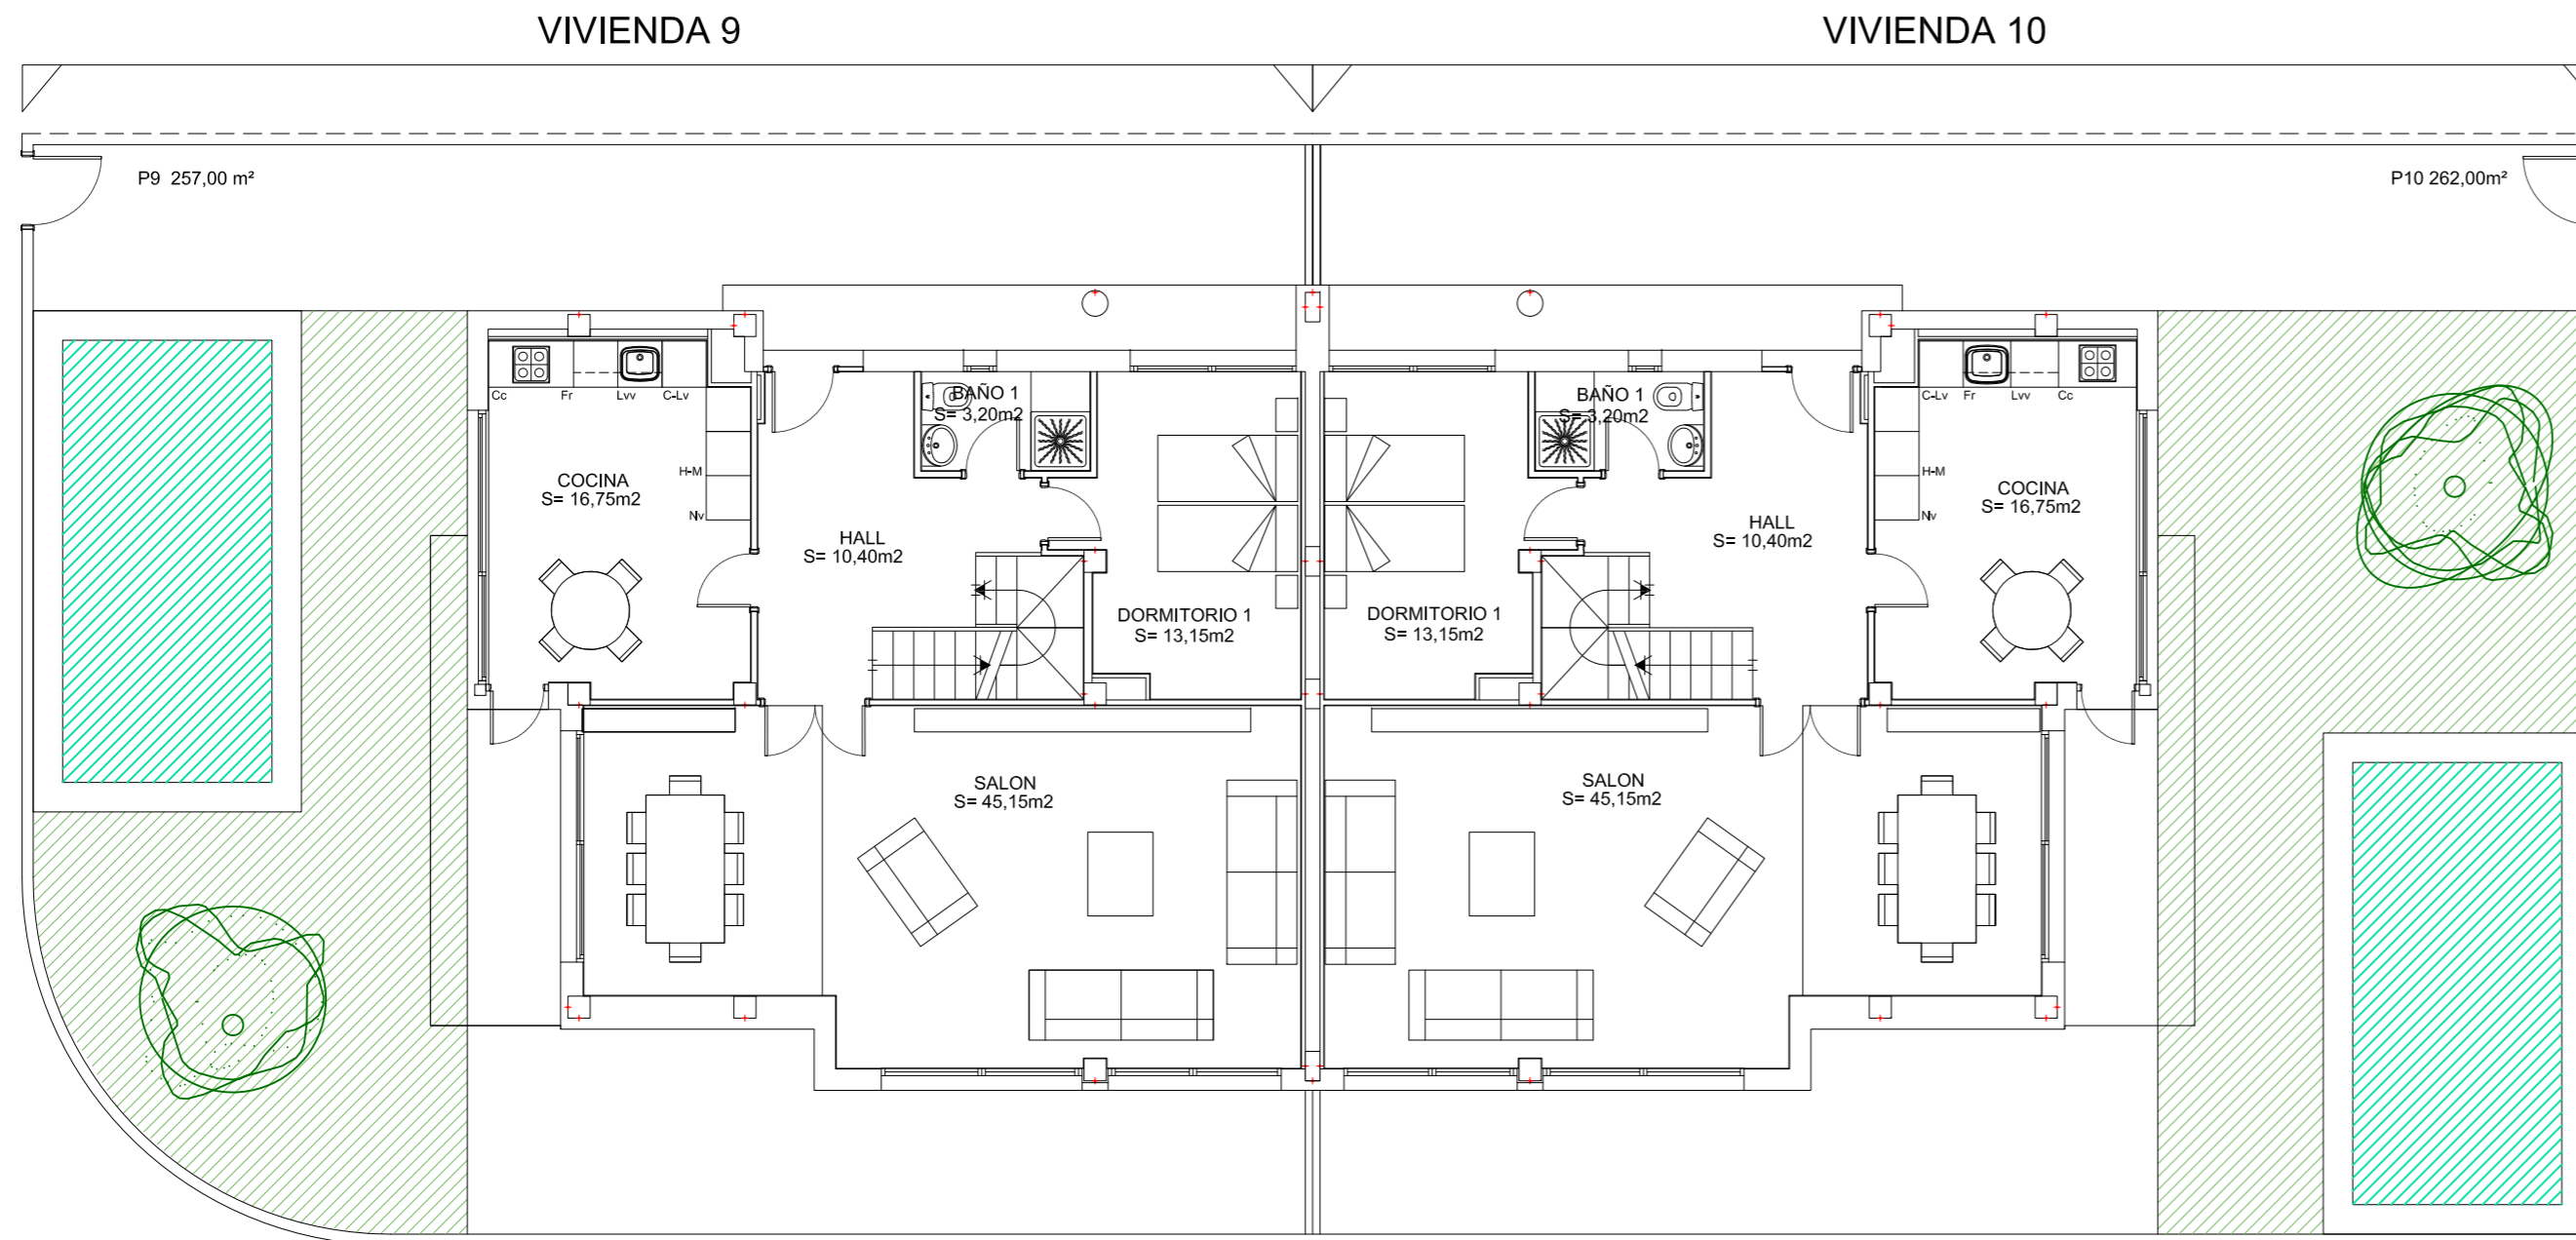 VIVIENDA 9
VIVIENDA 10
P9 257,00 m²
P10 262,00m²
Cc
Fr
Lvv
C-Lv
BAÑO 1
S= 3,20m2
H-M
Nv
COCINA
S= 16,75m2
HALL
S= 10,40m2
DORMITORIO 1
S= 13,15m2
SALON
S= 45,15m2
BAÑO 1
S= 3,20m2
C-Lv
Fr
Lvv
Cc
H-M
Nv
COCINA
S= 16,75m2
HALL
S= 10,40m2
DORMITORIO 1
S= 13,15m2
SALON
S= 45,15m2